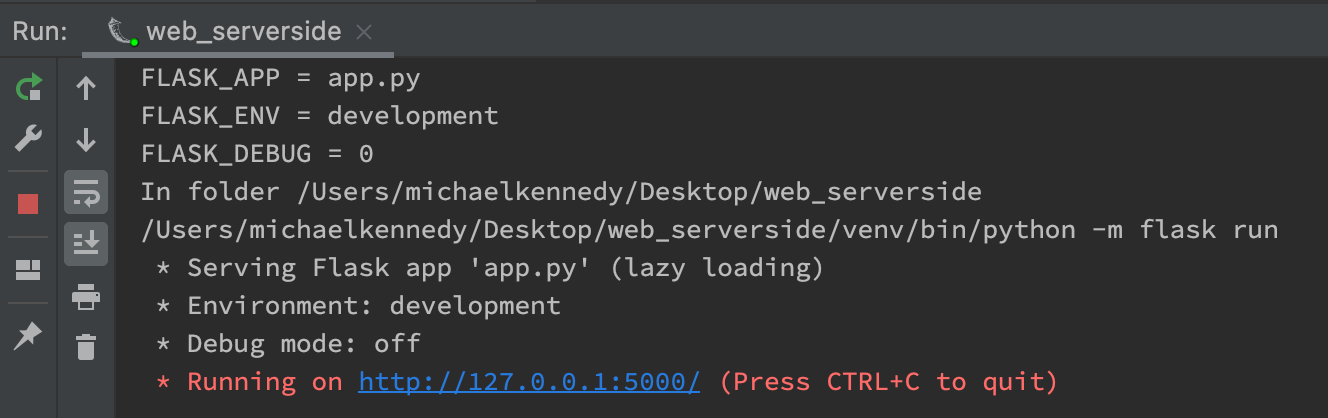 Run: web_serverside
FLASK_APP = app.py
FLASK_ENV = development
FLASK_DEBUG = 0
In folder /Users/michaelkennedy/Desktop/web_serverside
/Users/michaelkennedy/Desktop/web_serverside/venv/bin/python -m flask run
* Serving Flask app 'app.py' (lazy loading)
* Environment: development
* Debug mode: off
* Running on http://127.0.0.1:5000/ (Press CTRL+C to quit)